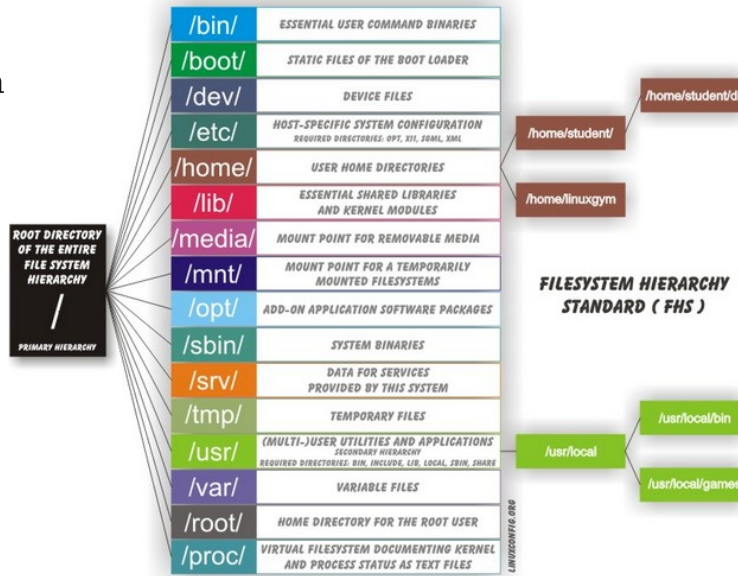 ROOT DIRECTORY
OF THE ENTIRE
FILE SYSTEM
HIERARCHY
/
PRIMARY HIERARCHY
/bin/
ESSENTIAL USER COMMAND BINARIES
/boot/
STATIC FILES OF THE BOOT LOADER
/dev/
DEVICE FILES
/etc/
HOST-SPECIFIC SYSTEM CONFIGURATION
REQUIRED DIRECTORIES: OPT, X11, SGML, XML
/home/
USER HOME DIRECTORIES
/home/student/
/home/student/di
/home/linuxgym
/lib/
ESSENTIAL SHARED LIBRARIES
AND KERNEL MODULES
/media/
MOUNT POINT FOR REMOVABLE MEDIA
/mnt/
MOUNT POINT FOR A TEMPORARILY
MOUNTED FILESYSTEMS
/opt/
ADD-ON APPLICATION SOFTWARE PACKAGES
FILESYSTEM HIERARCHY
STANDARD ( FHS )
/sbin/
SYSTEM BINARIES
/srv/
DATA FOR SERVICES
PROVIDED BY THIS SYSTEM
/tmp/
TEMPORARY FILES
/usr/
(MULTI-)USER UTILITIES AND APPLICATIONS
SECONDARY HIERARCHY
REQUIRED DIRECTORIES: BIN, INCLUDE, LIB, LOCAL, SBIN, SHARE
/usr/local
/usr/local/bin
/usr/local/games
/var/
VARIABLE FILES
/root/
HOME DIRECTORY FOR THE ROOT USER
/proc/
VIRTUAL FILESYSTEM DOCUMENTING KERNEL
AND PROCESS STATUS AS TEXT FILES
LINUXCONFIG.ORG